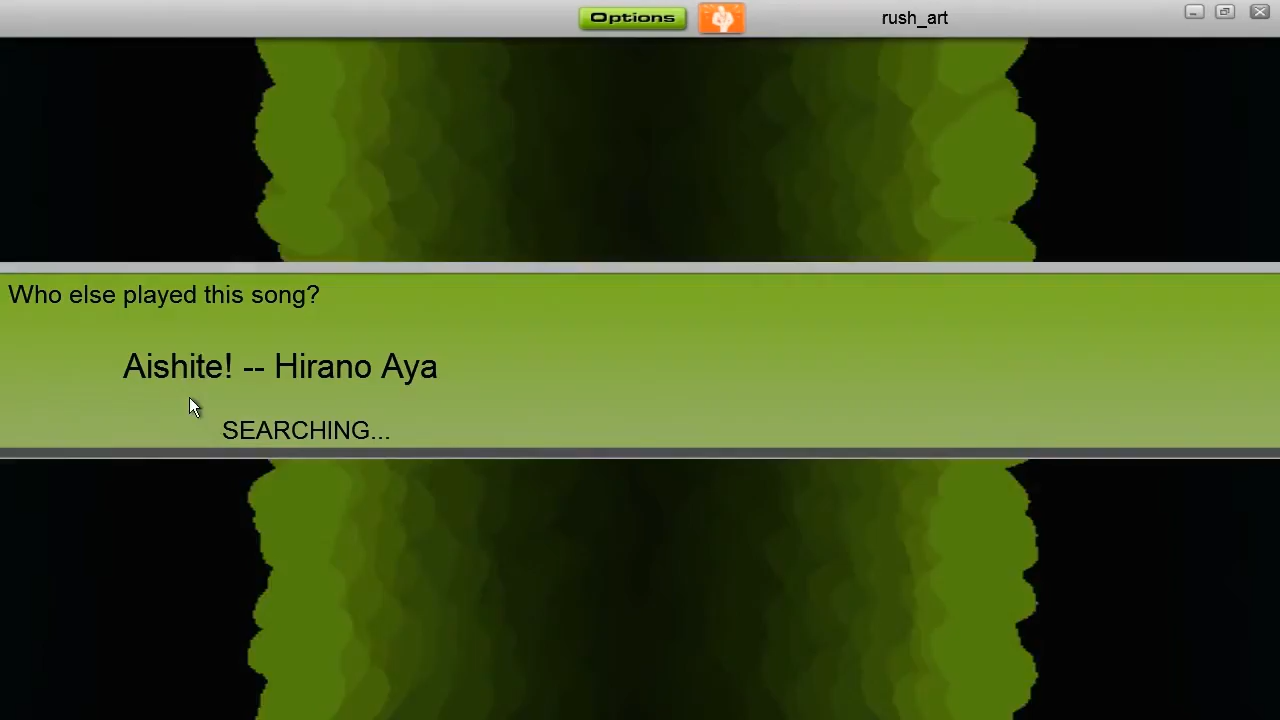 Options
rush_art
Who else played this song?
Aishite! -- Hirano Aya
SEARCHING...